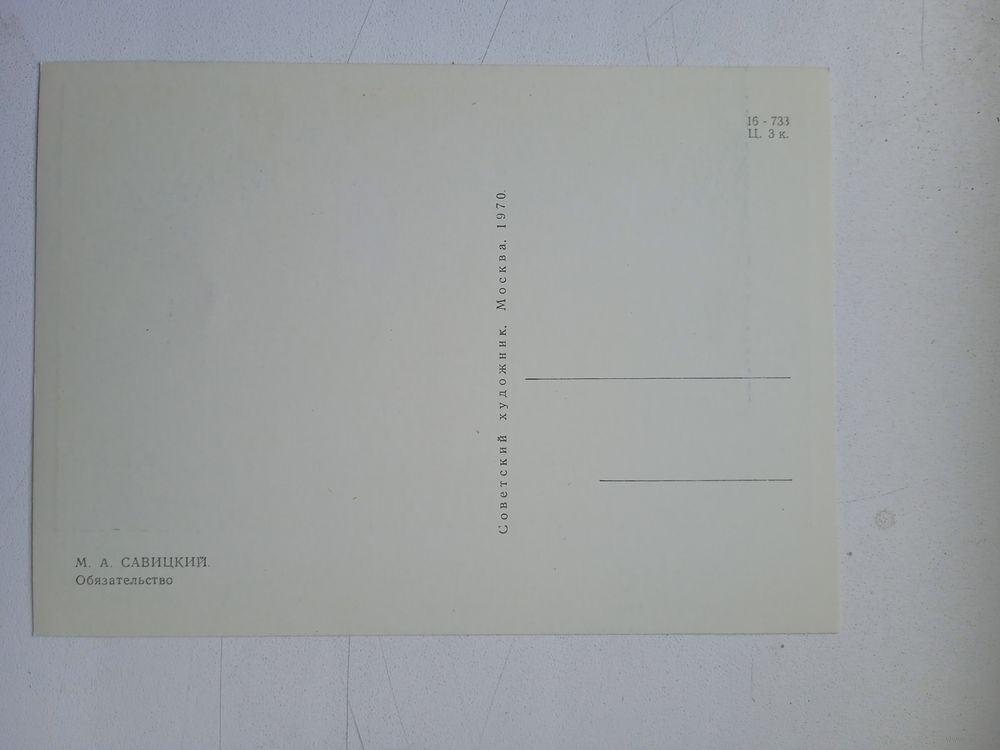 16 - 733
Ц. 3 к.
Советский художник. Москва. 1970.
М. А. САВИЦКИЙ.
Обязательство